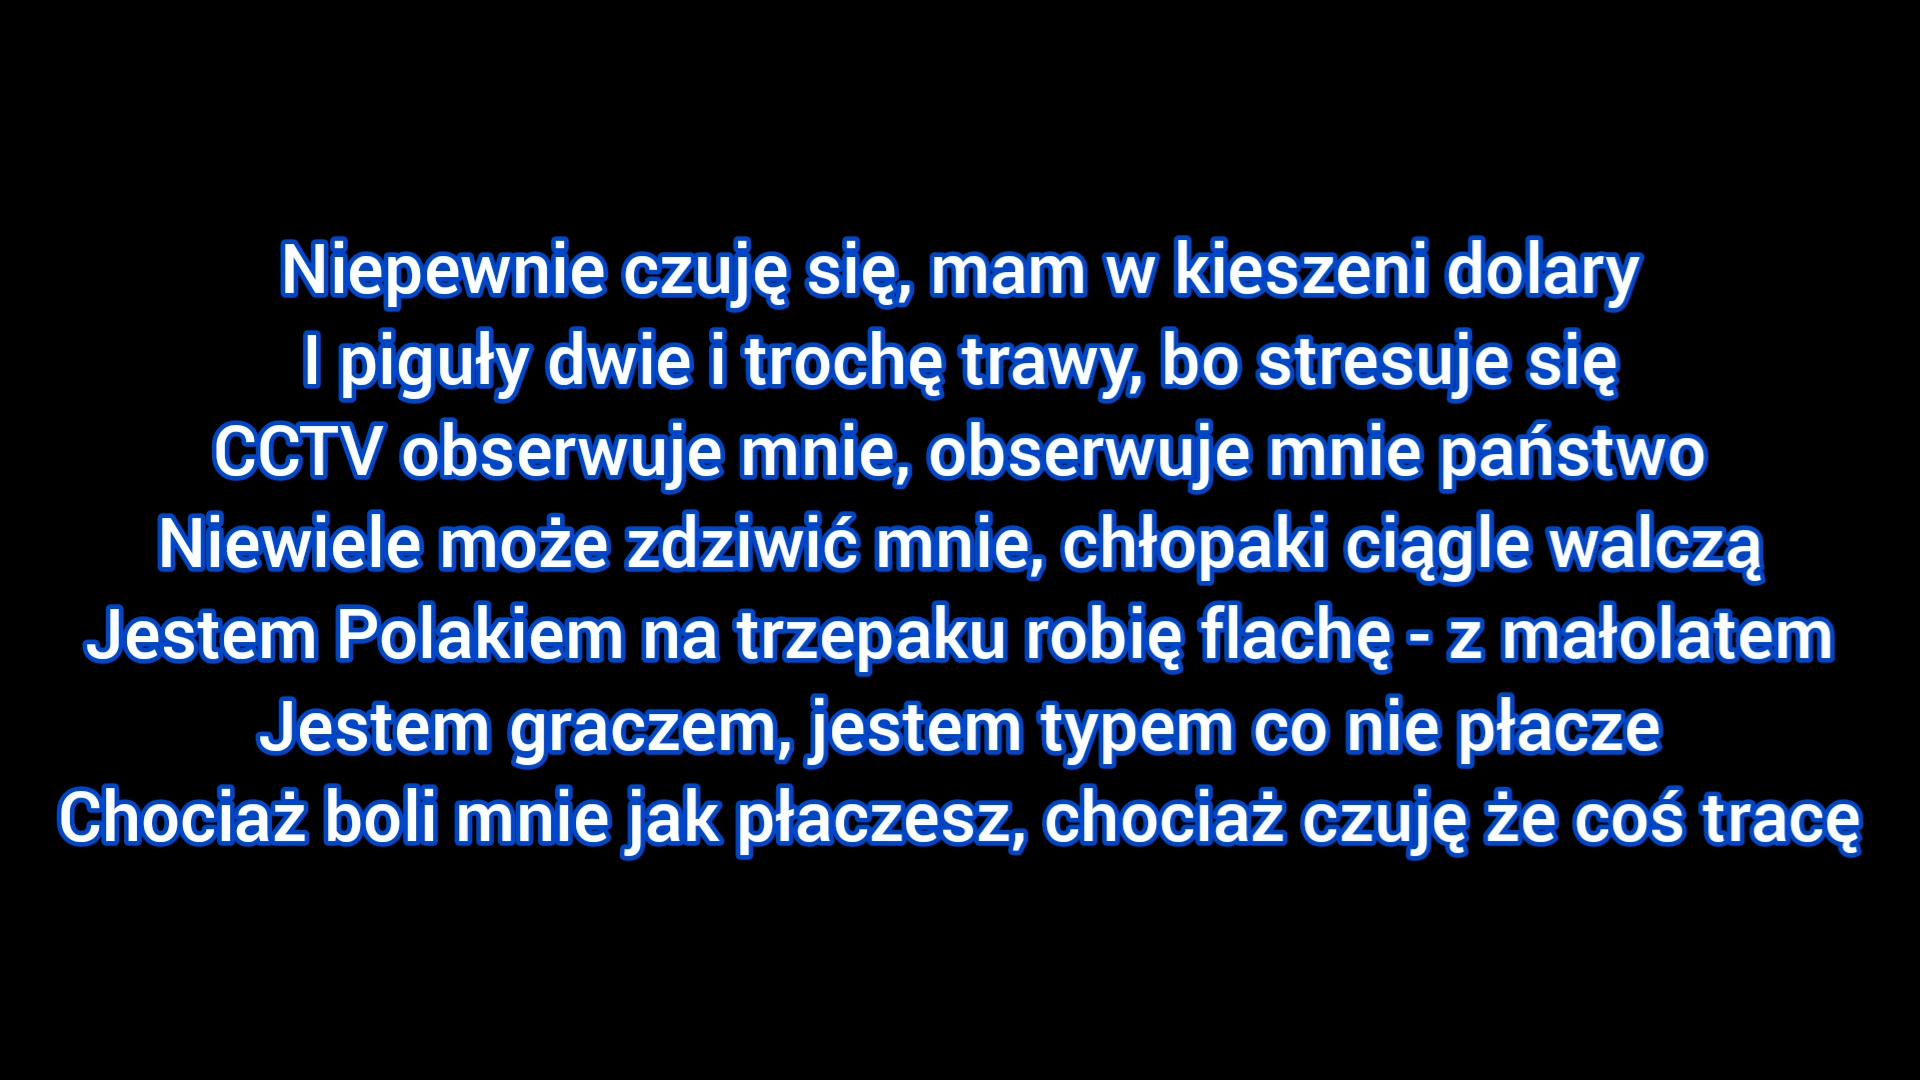 Niepewnie czuję się, mam w kieszeni dolary
I piguły dwie i trochę trawy, bo stresuje się
CCTV obserwuje mnie, obserwuje mnie państwo
Niewiele może zdziwić mnie, chłopaki ciągle walczą
Jestem Polakiem na trzepaku robię flachę - z małolatem
Jestem graczem, jestem typem co nie płacze
Chociaż boli mnie jak płaczesz, chociaż czuję że coś tracę